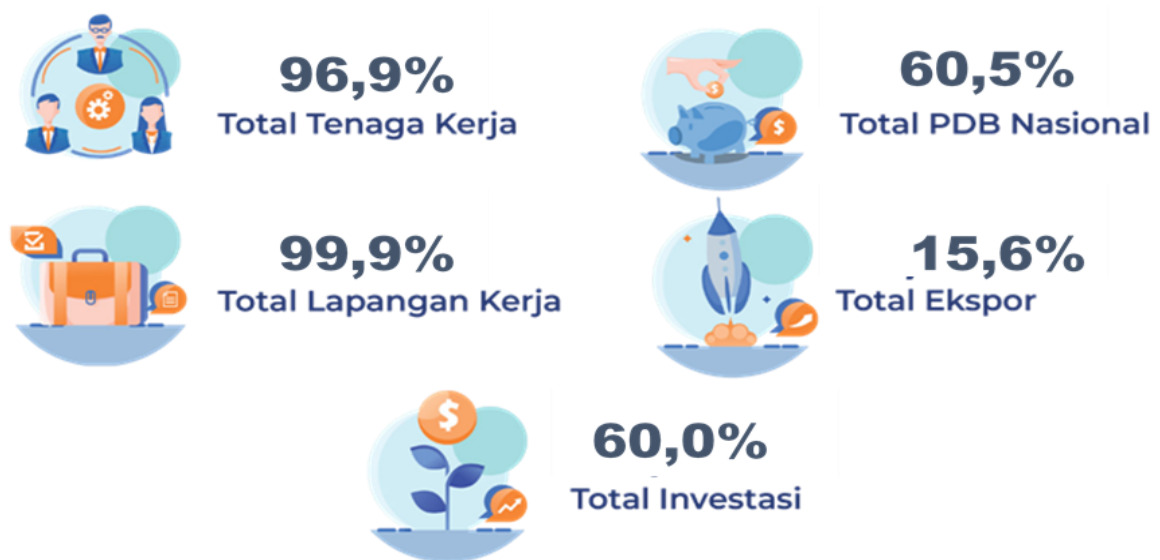 96,9%
Total Tenaga Kerja
60,5%
Total PDB Nasional
99,9%
Total Lapangan Kerja
15,6%
Total Ekspor
60,0%
Total Investasi